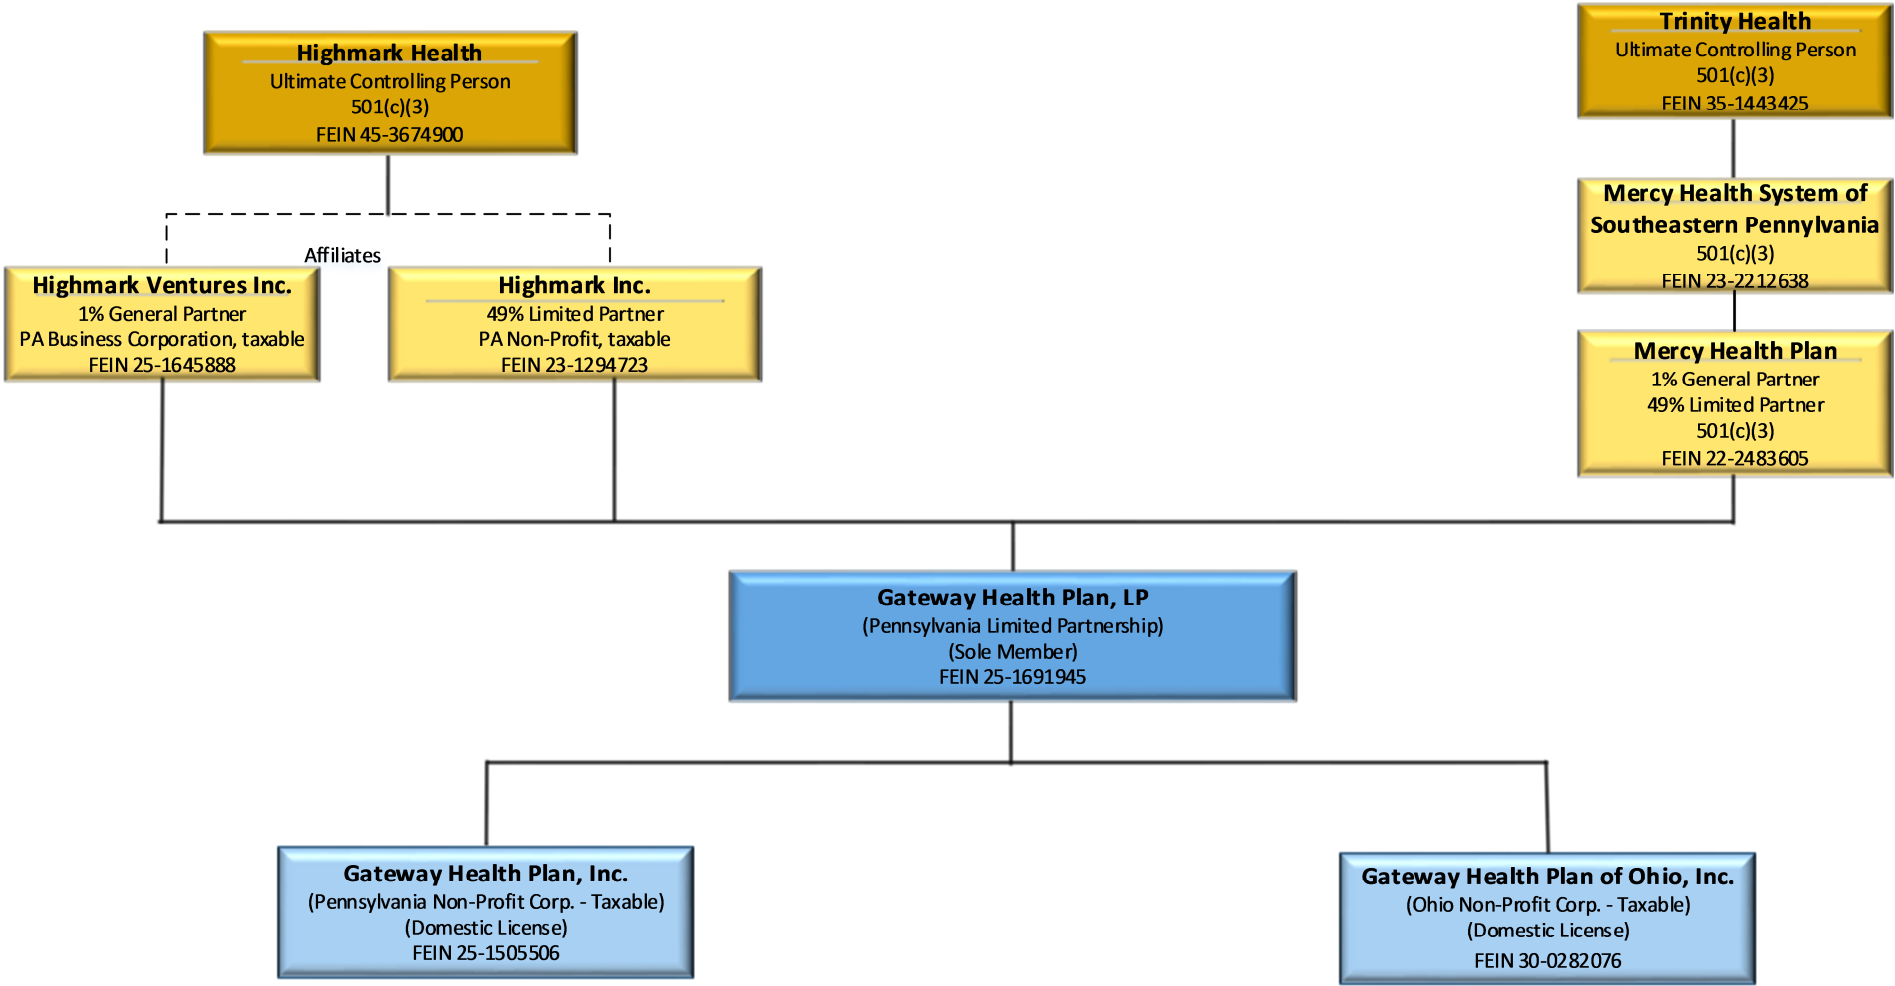 Highmark Health
Ultimate Controlling Person
501(c)(3)
FEIN 45-3674900
Trinity Health
Ultimate Controlling Person
501(c)(3)
FEIN 35-1443425
Mercy Health System of
Southeastern Pennylvania
501(c)(3)
FEIN 23-2212638
Affiliates
Highmark Ventures Inc.
1% General Partner
PA Business Corporation, taxable
FEIN 25-1645888
Highmark Inc.
49% Limited Partner
PA Non-Profit, taxable
FEIN 23-1294723
Mercy Health Plan
1% General Partner
49% Limited Partner
501(c)(3)
FEIN 22-2483605
Gateway Health Plan, LP
(Pennsylvania Limited Partnership)
(Sole Member)
FEIN 25-1691945
Gateway Health Plan, Inc.
(Pennsylvania Non-Profit Corp. - Taxable)
(Domestic License)
FEIN 25-1505506
Gateway Health Plan of Ohio, Inc.
(Ohio Non-Profit Corp. - Taxable)
(Domestic License)
FEIN 30-0282076